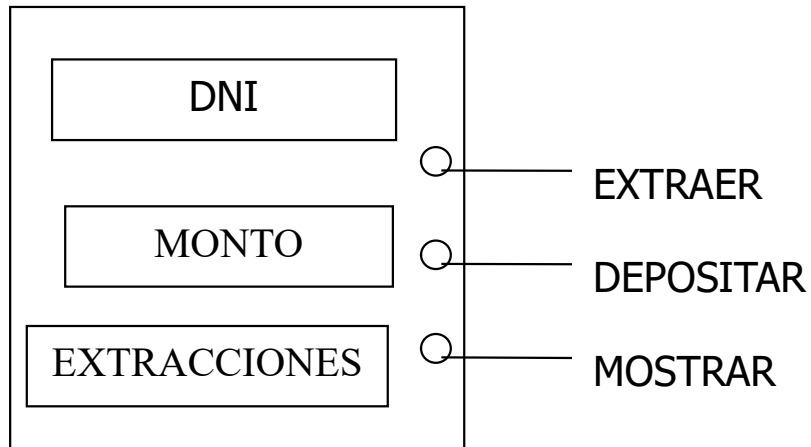 DNI
EXTRAER
MONTO
DEPOSITAR
EXTRACCIONES
MOSTRAR